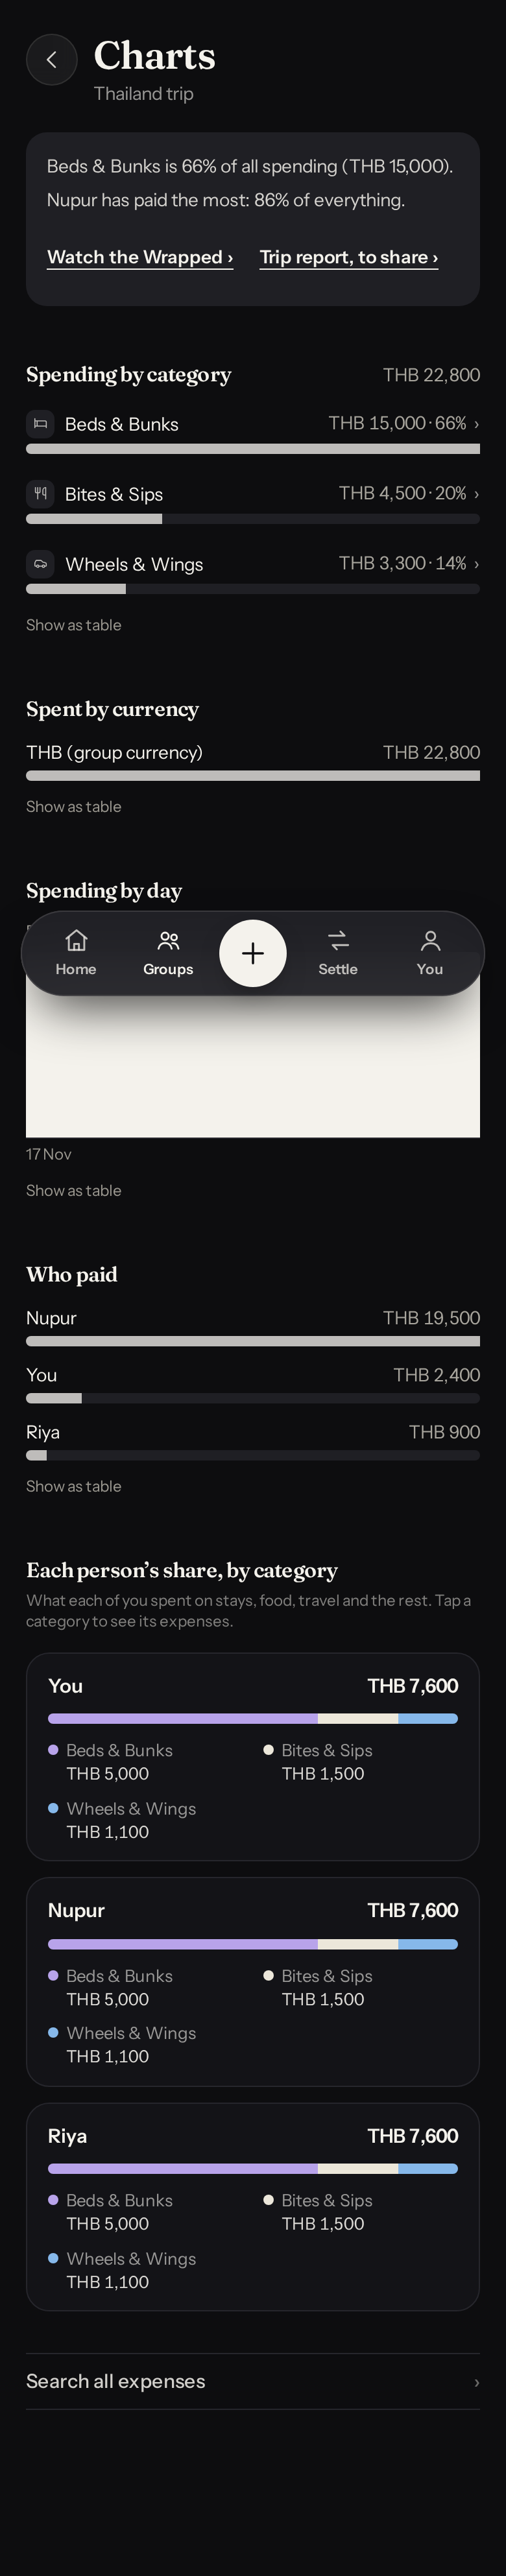 Charts
Thailand trip
Beds & Bunks is 66% of all spending (THB 15,000).
Nupur has paid the most: 86% of everything.
Watch the Wrapped › Trip report, to share ›
Spending by category THB 22,800
Beds & Bunks THB 15,000 · 66% ›
Bites & Sips THB 4,500 · 20% ›
Wheels & Wings THB 3,300 · 14% ›
Show as table
Spent by currency
THB (group currency) THB 22,800
Show as table
Spending by day
Home Groups Settle You
17 Nov
Show as table
Who paid
Nupur THB 19,500
You THB 2,400
Riya THB 900
Show as table
Each person’s share, by category
What each of you spent on stays, food, travel and the rest. Tap a
category to see its expenses.
You THB 7,600
Beds & Bunks Bites & Sips
THB 5,000 THB 1,500
Wheels & Wings
THB 1,100
Nupur THB 7,600
Beds & Bunks Bites & Sips
THB 5,000 THB 1,500
Wheels & Wings
THB 1,100
Riya THB 7,600
Beds & Bunks Bites & Sips
THB 5,000 THB 1,500
Wheels & Wings
THB 1,100
Search all expenses ›